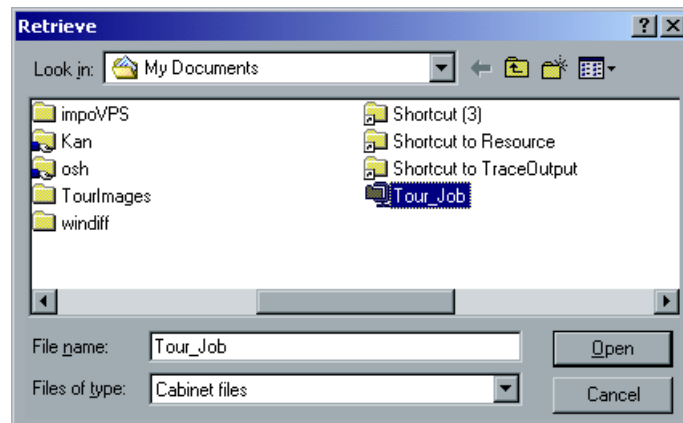 Retrieve
Look in: My Documents
impoVPS
Kan
osh
TourImages
windiff
Shortcut (3)
Shortcut to Resource
Shortcut to TraceOutput
Tour_Job
File name: Tour_Job Open
Files of type: Cabinet files Cancel